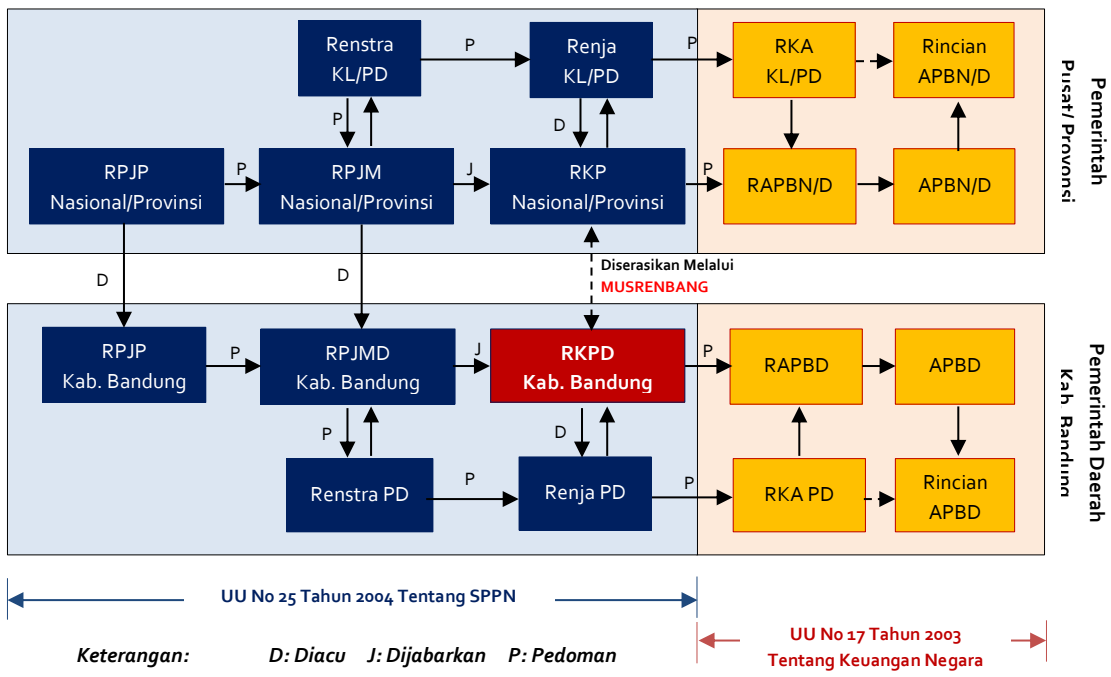 Renstra
KL/PD
P
Renja
KL/PD
P
RKA
KL/PD
Rincian
APBN/D
P
D
RPJP
Nasional/Provinsi
P
RPJM
Nasional/Provinsi
J
RKP
Nasional/Provinsi
P
RAPBN/D
APBN/D
Pemerintah
Pusat/ Provonsi
D
D
Diserasikan Melalui
MUSRENBANG
RPJP
Kab. Bandung
P
RPJMD
Kab. Bandung
J
RKPD
Kab. Bandung
P
RAPBD
APBD
P
D
Renstra PD
P
Renja PD
P
RKA PD
Rincian
APBD
Pemerintah Daerah
Kab. Bandung
UU No 25 Tahun 2004 Tentang SPPN
UU No 17 Tahun 2003
Tentang Keuangan Negara
Keterangan: D: Diacu J: Dijabarkan P: Pedoman